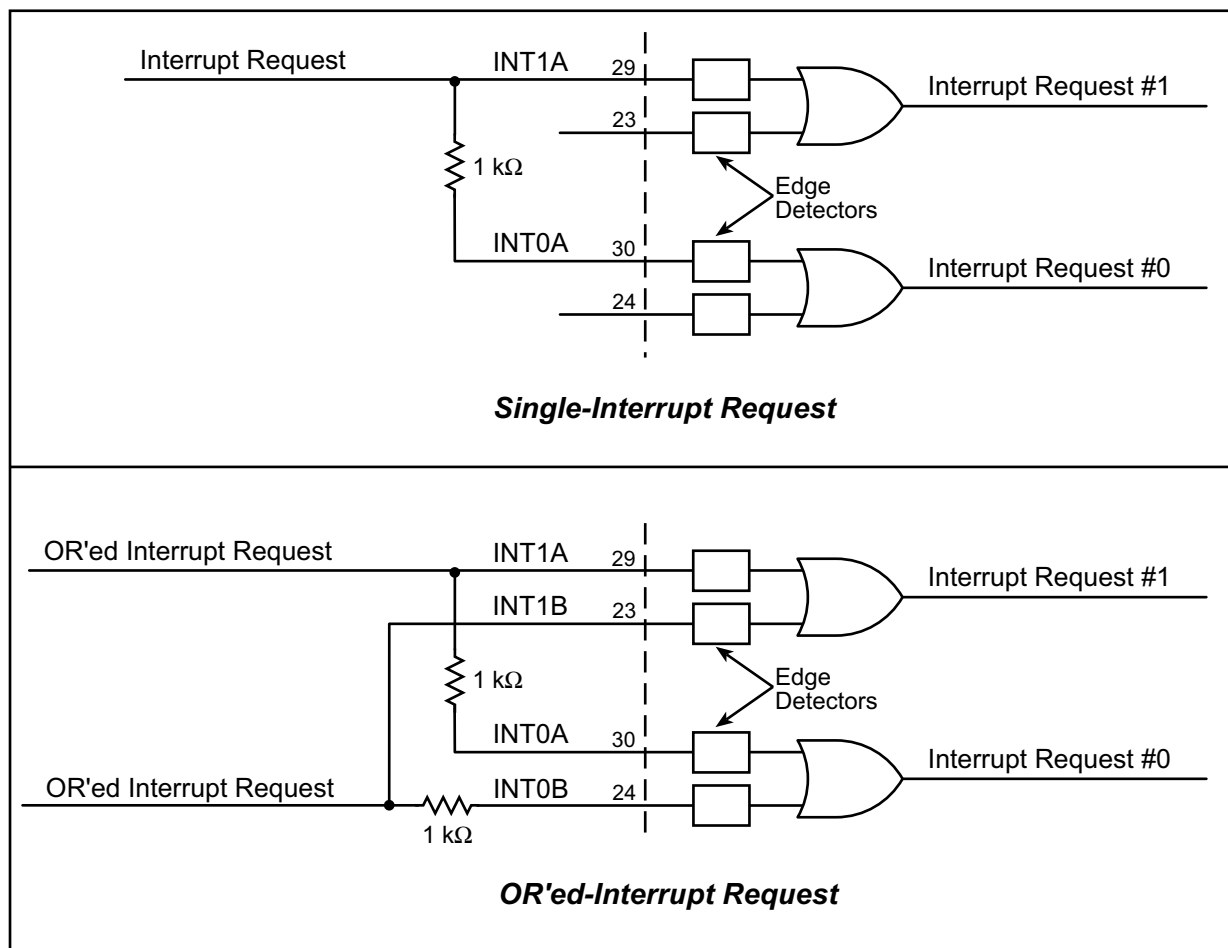 Interrupt Request
INT1A
29
Interrupt Request #1
23
1 kΩ
Edge
Detectors
INT0A
30
Interrupt Request #0
24
Single-Interrupt Request
OR'ed Interrupt Request
INT1A
29
Interrupt Request #1
INT1B
23
1 kΩ
Edge
Detectors
INT0A
30
Interrupt Request #0
OR'ed Interrupt Request
INT0B
24
1 kΩ
OR'ed-Interrupt Request